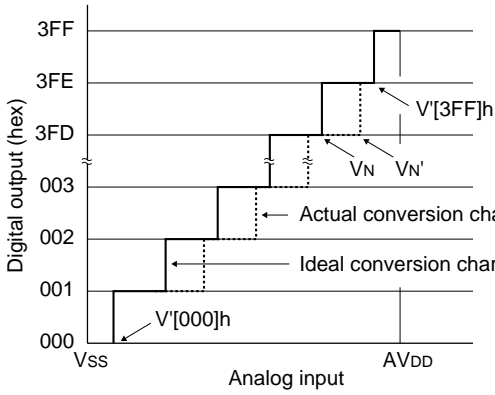 3FF
3FE
V'[3FF]h
3FD
VN
VN'
003
Actual conversion cha
002
Ideal conversion char
001
V'[000]h
000
VSS
AVDD
Analog input
Digital output (hex)